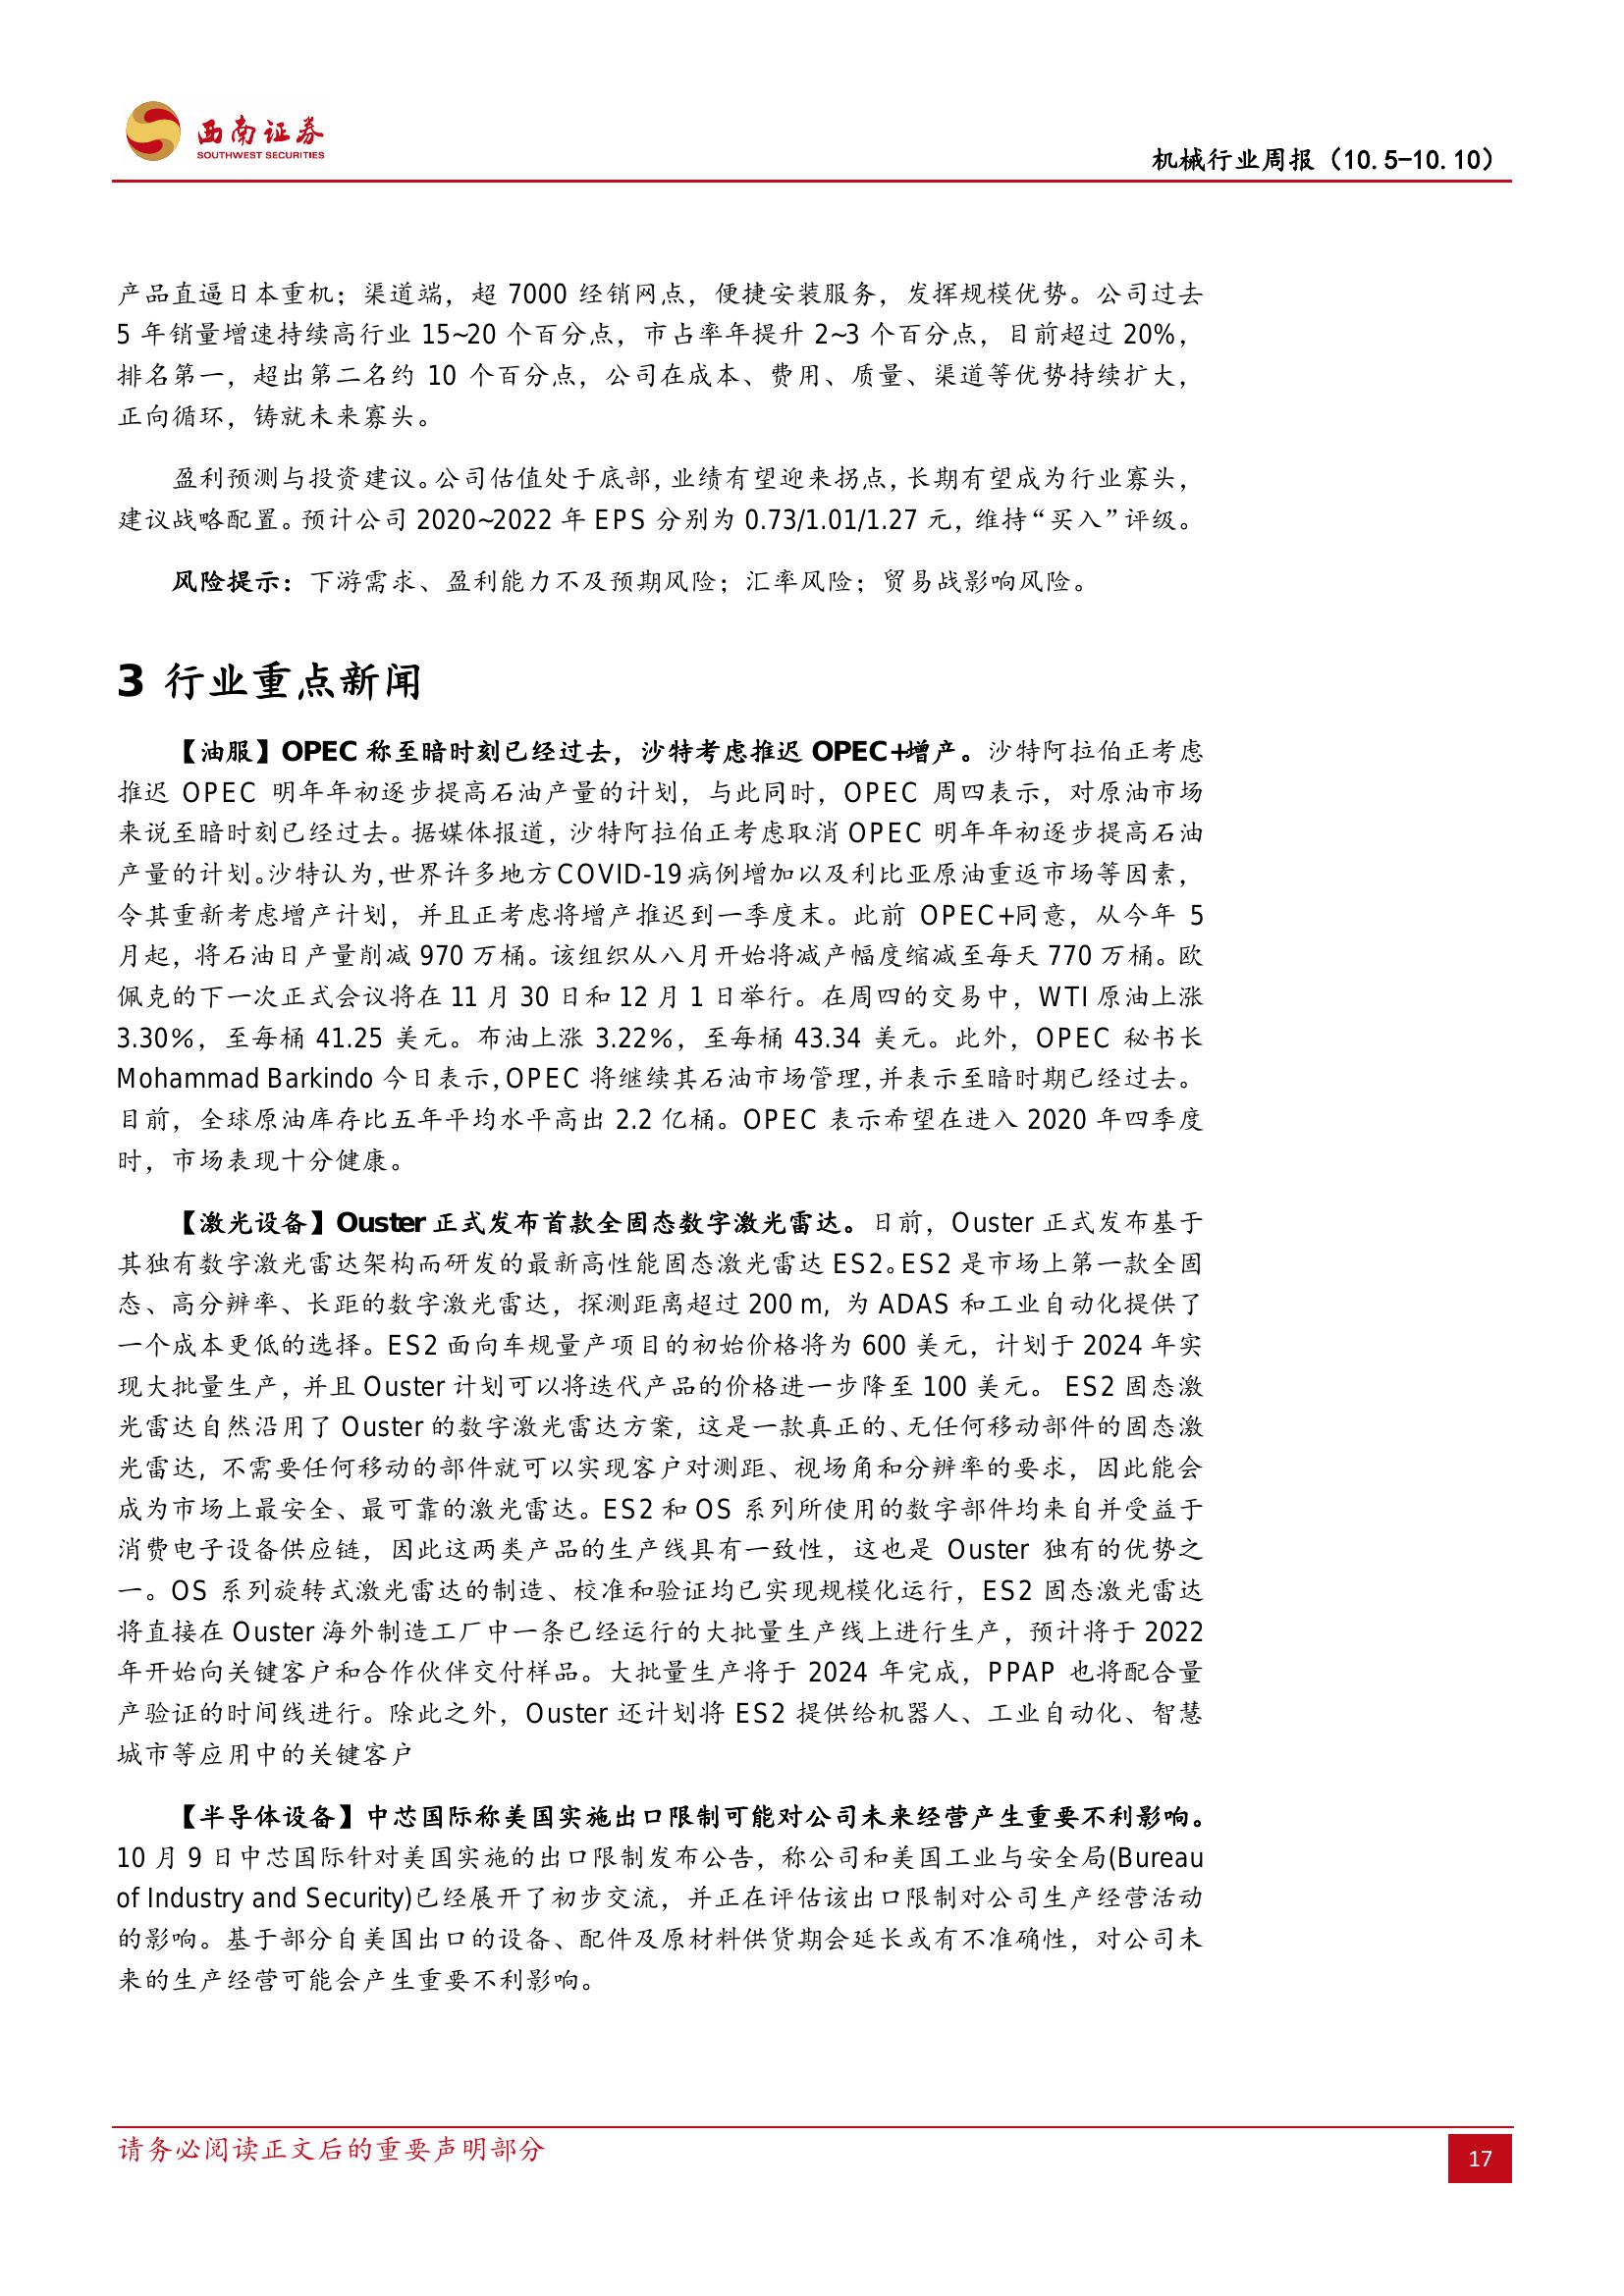 西南证券
SOUTHWEST SECURITIES
机械行业周报（10.5-10.10）
产品直逼日本重机；渠道端，超 7000 经销网点，便捷安装服务，发挥规模优势。公司过去
5 年销量增速持续高行业 15~20 个百分点，市占率年提升 2~3 个百分点，目前超过 20%，
排名第一，超出第二名约 10 个百分点，公司在成本、费用、质量、渠道等优势持续扩大，
正向循环，铸就未来寡头。
盈利预测与投资建议。公司估值处于底部，业绩有望迎来拐点，长期有望成为行业寡头，
建议战略配置。预计公司 2020~2022 年 EPS 分别为 0.73/1.01/1.27 元，维持“买入”评级。
风险提示：下游需求、盈利能力不及预期风险；汇率风险；贸易战影响风险。
3 行业重点新闻
【油服】OPEC 称至暗时刻已经过去，沙特考虑推迟 OPEC+增产。沙特阿拉伯正考虑
推迟 OPEC 明年年初逐步提高石油产量的计划，与此同时，OPEC 周四表示，对原油市场
来说至暗时刻已经过去。据媒体报道，沙特阿拉伯正考虑取消 OPEC 明年年初逐步提高石油
产量的计划。沙特认为，世界许多地方 COVID-19 病例增加以及利比亚原油重返市场等因素，
令其重新考虑增产计划，并且正考虑将增产推迟到一季度末。此前 OPEC+同意，从今年 5
月起，将石油日产量削减 970 万桶。该组织从八月开始将减产幅度缩减至每天 770 万桶。欧
佩克的下一次正式会议将在 11 月 30 日和 12 月 1 日举行。在周四的交易中，WTI 原油上涨
3.30%，至每桶 41.25 美元。布油上涨 3.22%，至每桶 43.34 美元。此外，OPEC 秘书长
Mohammad Barkindo 今日表示，OPEC 将继续其石油市场管理，并表示至暗时期已经过去。
目前，全球原油库存比五年平均水平高出 2.2 亿桶。OPEC 表示希望在进入 2020 年四季度
时，市场表现十分健康。
【激光设备】Ouster 正式发布首款全固态数字激光雷达。日前，Ouster 正式发布基于
其独有数字激光雷达架构而研发的最新高性能固态激光雷达 ES2。ES2 是市场上第一款全固
态、高分辨率、长距的数字激光雷达，探测距离超过 200 m, 为 ADAS 和工业自动化提供了
一个成本更低的选择。ES2 面向车规量产项目的初始价格将为 600 美元，计划于 2024 年实
现大批量生产，并且 Ouster 计划可以将迭代产品的价格进一步降至 100 美元。 ES2 固态激
光雷达自然沿用了 Ouster 的数字激光雷达方案, 这是一款真正的、无任何移动部件的固态激
光雷达, 不需要任何移动的部件就可以实现客户对测距、视场角和分辨率的要求，因此能会
成为市场上最安全、最可靠的激光雷达。ES2 和 OS 系列所使用的数字部件均来自并受益于
消费电子设备供应链，因此这两类产品的生产线具有一致性，这也是 Ouster 独有的优势之
一。OS 系列旋转式激光雷达的制造、校准和验证均已实现规模化运行，ES2 固态激光雷达
将直接在 Ouster 海外制造工厂中一条已经运行的大批量生产线上进行生产，预计将于 2022
年开始向关键客户和合作伙伴交付样品。大批量生产将于 2024 年完成，PPAP 也将配合量
产验证的时间线进行。除此之外，Ouster 还计划将 ES2 提供给机器人、工业自动化、智慧
城市等应用中的关键客户
【半导体设备】中芯国际称美国实施出口限制可能对公司未来经营产生重要不利影响。
10 月 9 日中芯国际针对美国实施的出口限制发布公告，称公司和美国工业与安全局(Bureau
of Industry and Security)已经展开了初步交流，并正在评估该出口限制对公司生产经营活动
的影响。基于部分自美国出口的设备、配件及原材料供货期会延长或有不准确性，对公司未
来的生产经营可能会产生重要不利影响。
请务必阅读正文后的重要声明部分
17